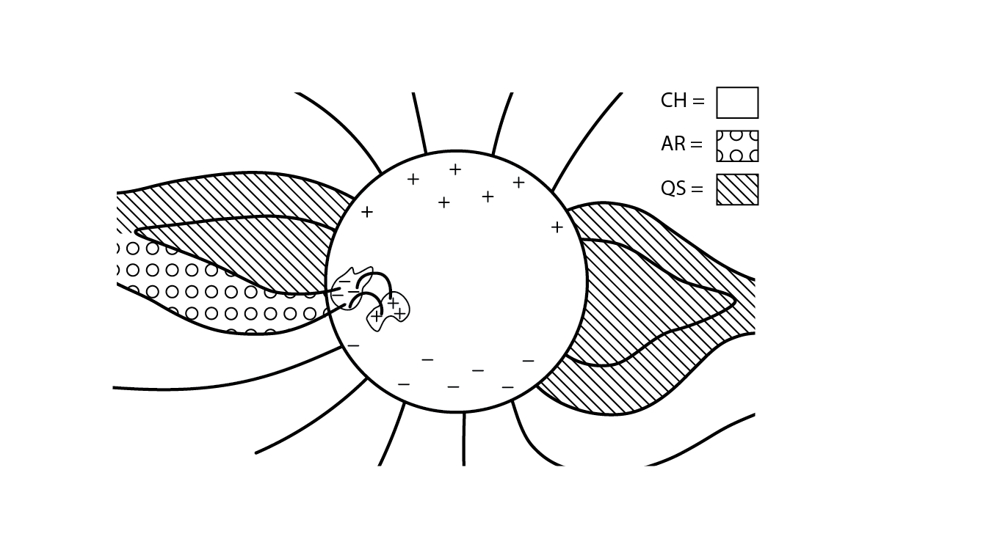 CH =
AR =
QS =
+ + +
+ + +
+ +
−
− −
+
+ +
−
− − −
− − − −